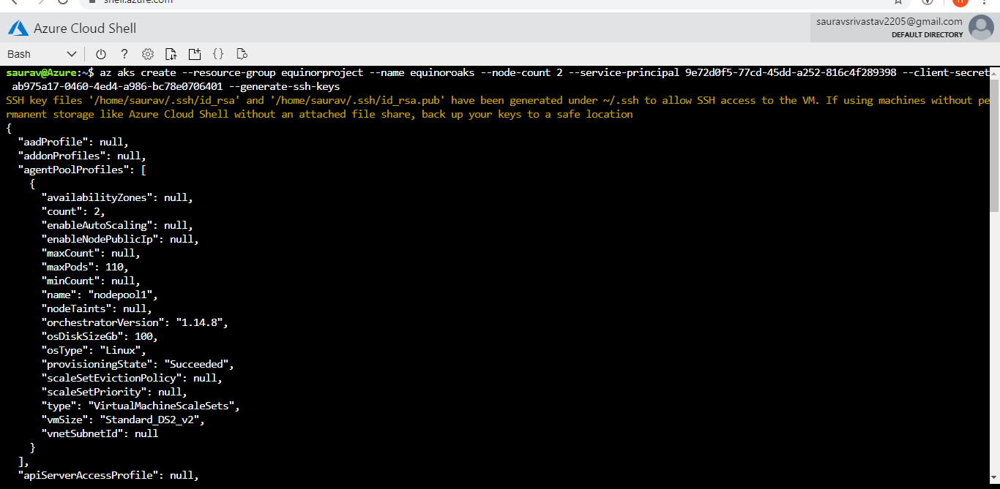 shell.azure.com
Azure Cloud Shell
sauravsrivastav2205@gmail.com
DEFAULT DIRECTORY
Bash
saurav@Azure:~$ az aks create --resource-group equinorproject --name equinoroaks --node-count 2 --service-principal 9e72d0f5-77cd-45dd-a252-816c4f289398 --client-secret
ab975a17-0460-4ed4-a986-bc78e0706401 --generate-ssh-keys
SSH key files '/home/saurav/.ssh/id_rsa' and '/home/saurav/.ssh/id_rsa.pub' have been generated under ~/.ssh to allow SSH access to the VM. If using machines without pe
rmanent storage like Azure Cloud Shell without an attached file share, back up your keys to a safe location
{
  "aadProfile": null,
  "addonProfiles": null,
  "agentPoolProfiles": [
    {
      "availabilityZones": null,
      "count": 2,
      "enableAutoScaling": null,
      "enableNodePublicIp": null,
      "maxCount": null,
      "maxPods": 110,
      "minCount": null,
      "name": "nodepool1",
      "nodeTaints": null,
      "orchestratorVersion": "1.14.8",
      "osDiskSizeGb": 100,
      "osType": "Linux",
      "provisioningState": "Succeeded",
      "scaleSetEvictionPolicy": null,
      "scaleSetPriority": null,
      "type": "VirtualMachineScaleSets",
      "vmSize": "Standard_DS2_v2",
      "vnetSubnetId": null
    }
  ],
  "apiServerAccessProfile": null,